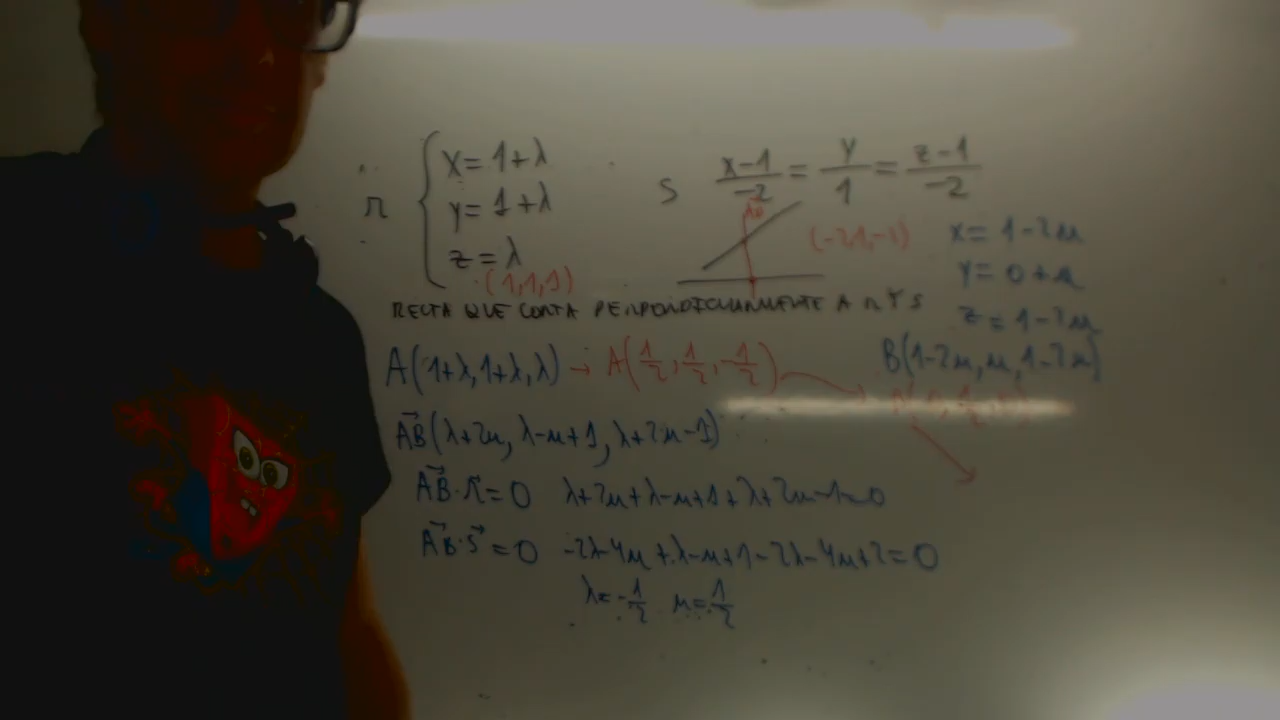 r { x = 1+λ
y = 1+λ
z = λ
(1,1,1)
S x-1/-2 = y/1 = z-1/-2
(-2,1,-2)
x = 1-2μ
y = 0+μ
z = 1-2μ
RECTA QUE CORTA PERPENDICULARMENTE A r Y S
A(1+λ,1+λ,λ) → A(1/2,1/2,-1/2) B(1-2μ,μ,1-2μ)
AB(λ+2μ, λ-μ+1, λ+2μ-1)
AB·r=0 λ+2μ+λ-μ+1+λ+2μ-1=0
AB·s=0 -2λ-4μ+λ-μ+1-2λ-4μ+2=0
λ=-1/2 μ=1/2